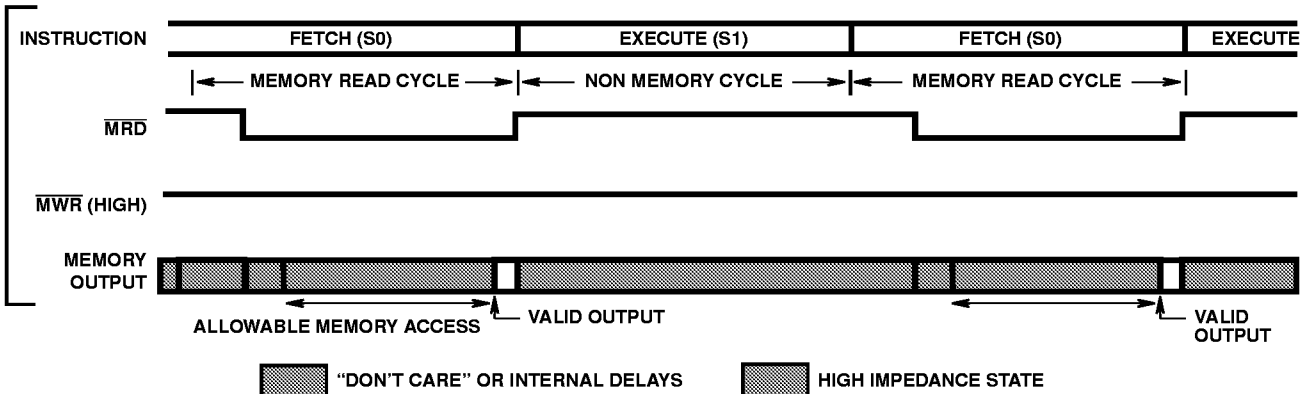 INSTRUCTION FETCH (S0) EXECUTE (S1) FETCH (S0) EXECUTE
MEMORY READ CYCLE NON MEMORY CYCLE MEMORY READ CYCLE
MRD
MWR (HIGH)
MEMORY
OUTPUT
ALLOWABLE MEMORY ACCESS
VALID OUTPUT
VALID
OUTPUT
“DON'T CARE” OR INTERNAL DELAYS
HIGH IMPEDANCE STATE